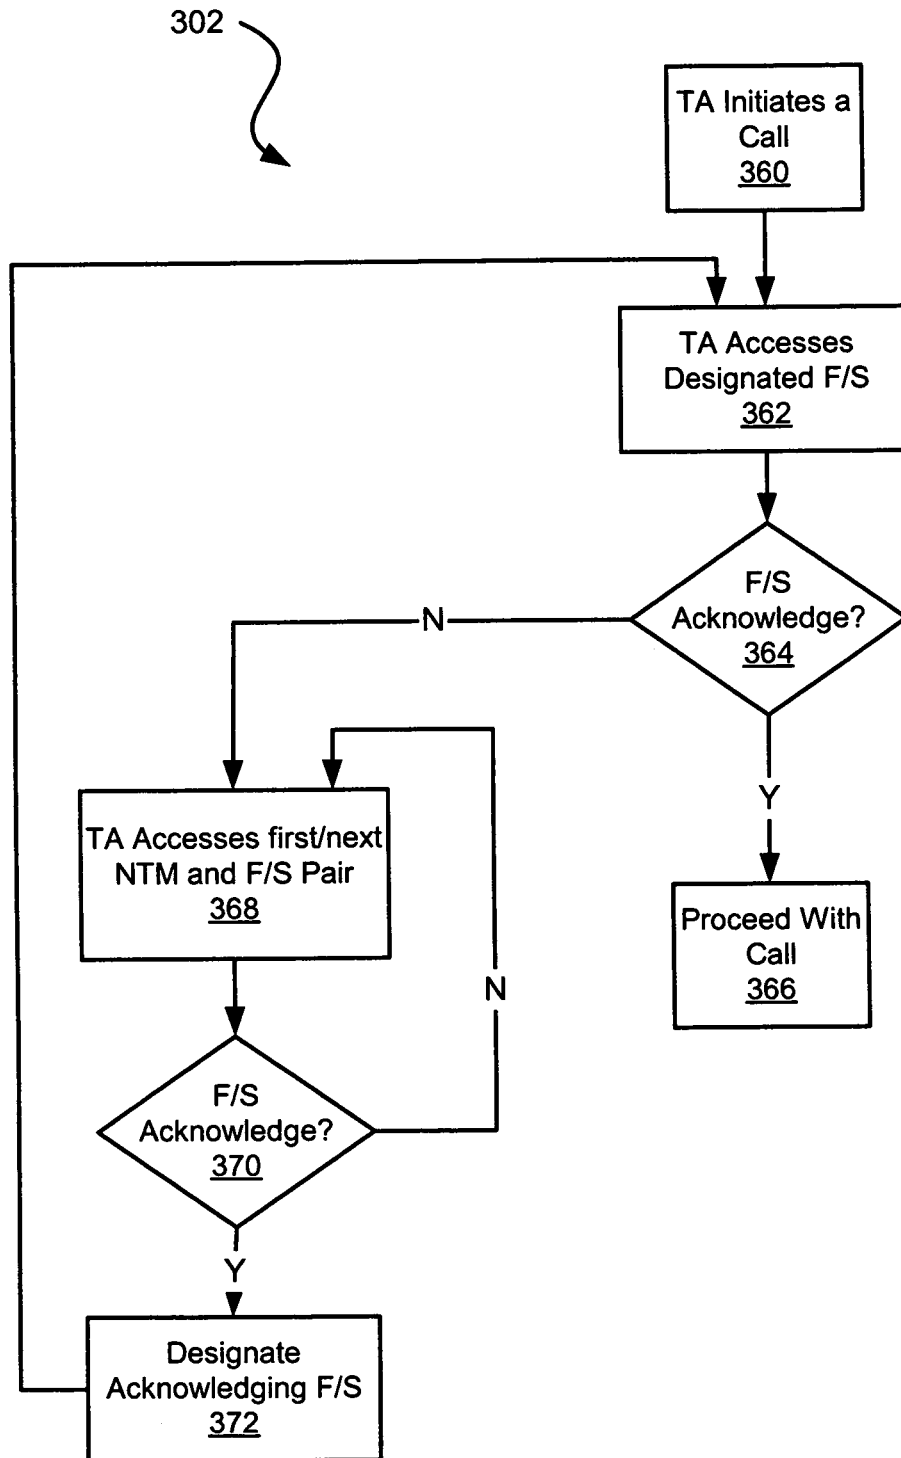 302
TA Initiates a
Call
360
TA Accesses
Designated F/S
362
F/S
Acknowledge?
364
N
Y
TA Accesses first/next
NTM and F/S Pair
368
Proceed With
Call
366
N
F/S
Acknowledge?
370
Y
Designate
Acknowledging F/S
372